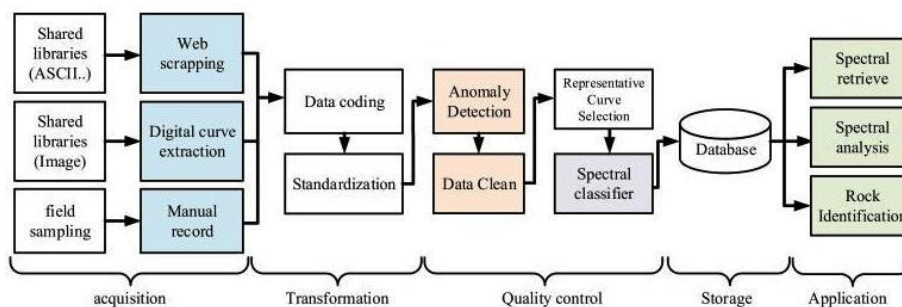 Shared
libraries
(ASCII..)
Web
scrapping
Shared
libraries
(Image)
Digital curve
extraction
field
sampling
Manual
record
Data coding
Standardization
Anomaly
Detection
Data Clean
Representative
Curve
Selection
Spectral
classifier
Database
Spectral
retrieve
Spectral
analysis
Rock
Identification
acquisition
Transformation
Quality control
Storage
Application